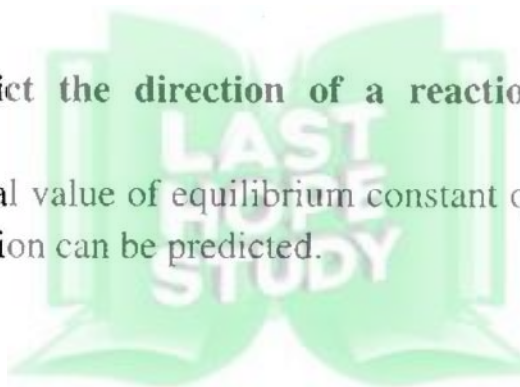 ict the direction of a reactio
al value of equilibrium constant o
ion can be predicted.
LAST
HOPE
STUDY